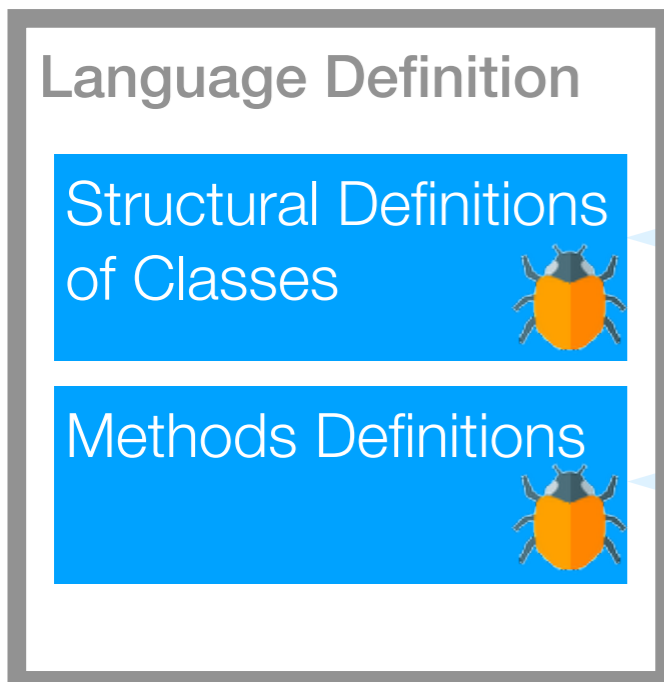 Language Definition
Structural Definitions
of Classes
Methods Definitions